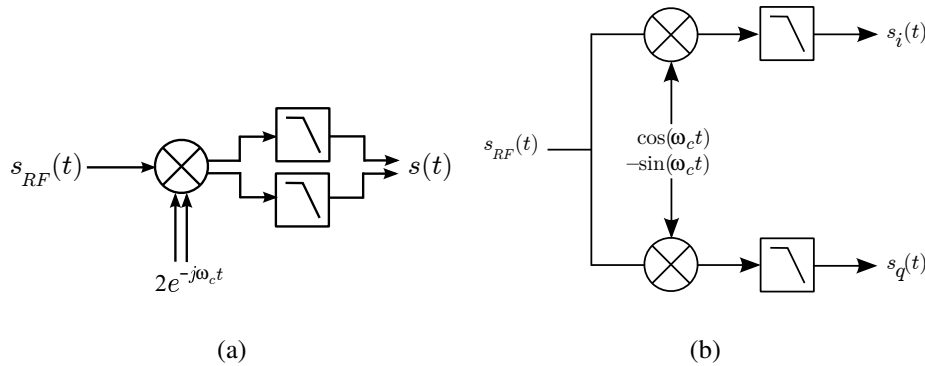 s_RF(t)
s(t)
2e^{-jω_c t}
(a)
s_i(t)
s_RF(t)
cos(ω_c t)
−sin(ω_c t)
s_q(t)
(b)